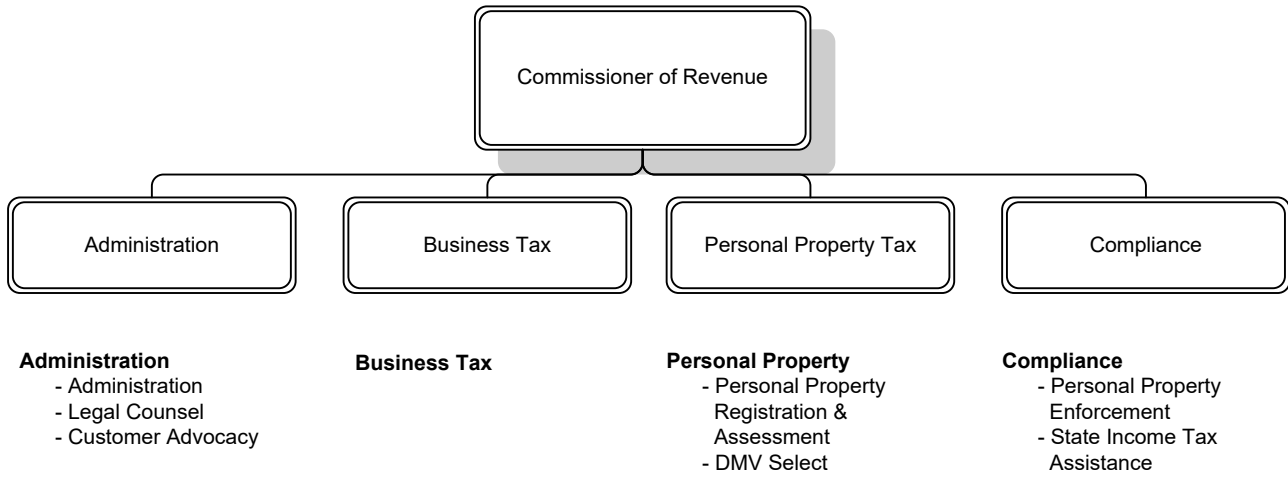 Commissioner of Revenue
Administration
Business Tax
Personal Property Tax
Compliance
Administration
- Administration
- Legal Counsel
- Customer Advocacy
Business Tax
Personal Property
- Personal Property
Registration &
Assessment
- DMV Select
Compliance
- Personal Property
Enforcement
- State Income Tax
Assistance